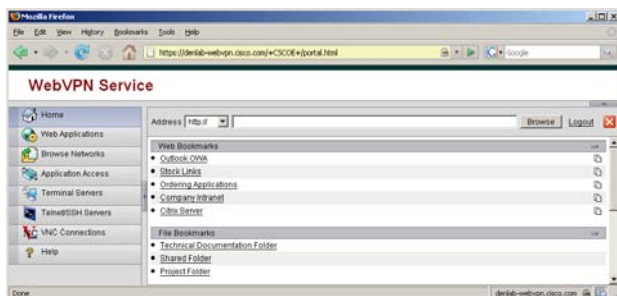 Mozilla Firefox
File Edit View History Bookmarks Tools Help
https://denlab-webvpn.cisco.com/+CSCOE+/portal.html
Google
WebVPN Service
Home
Web Applications
Browse Networks
Application Access
Terminal Servers
Telnet/SSH Servers
VNC Connections
Help
Address http:// Browse Logout
Web Bookmarks
Outlook OWA
Stock Links
Ordering Applications
Company Intranet
Citrix Server
File Bookmarks
Technical Documentation Folder
Shared Folder
Project Folder
Done
denlab-webvpn.cisco.com